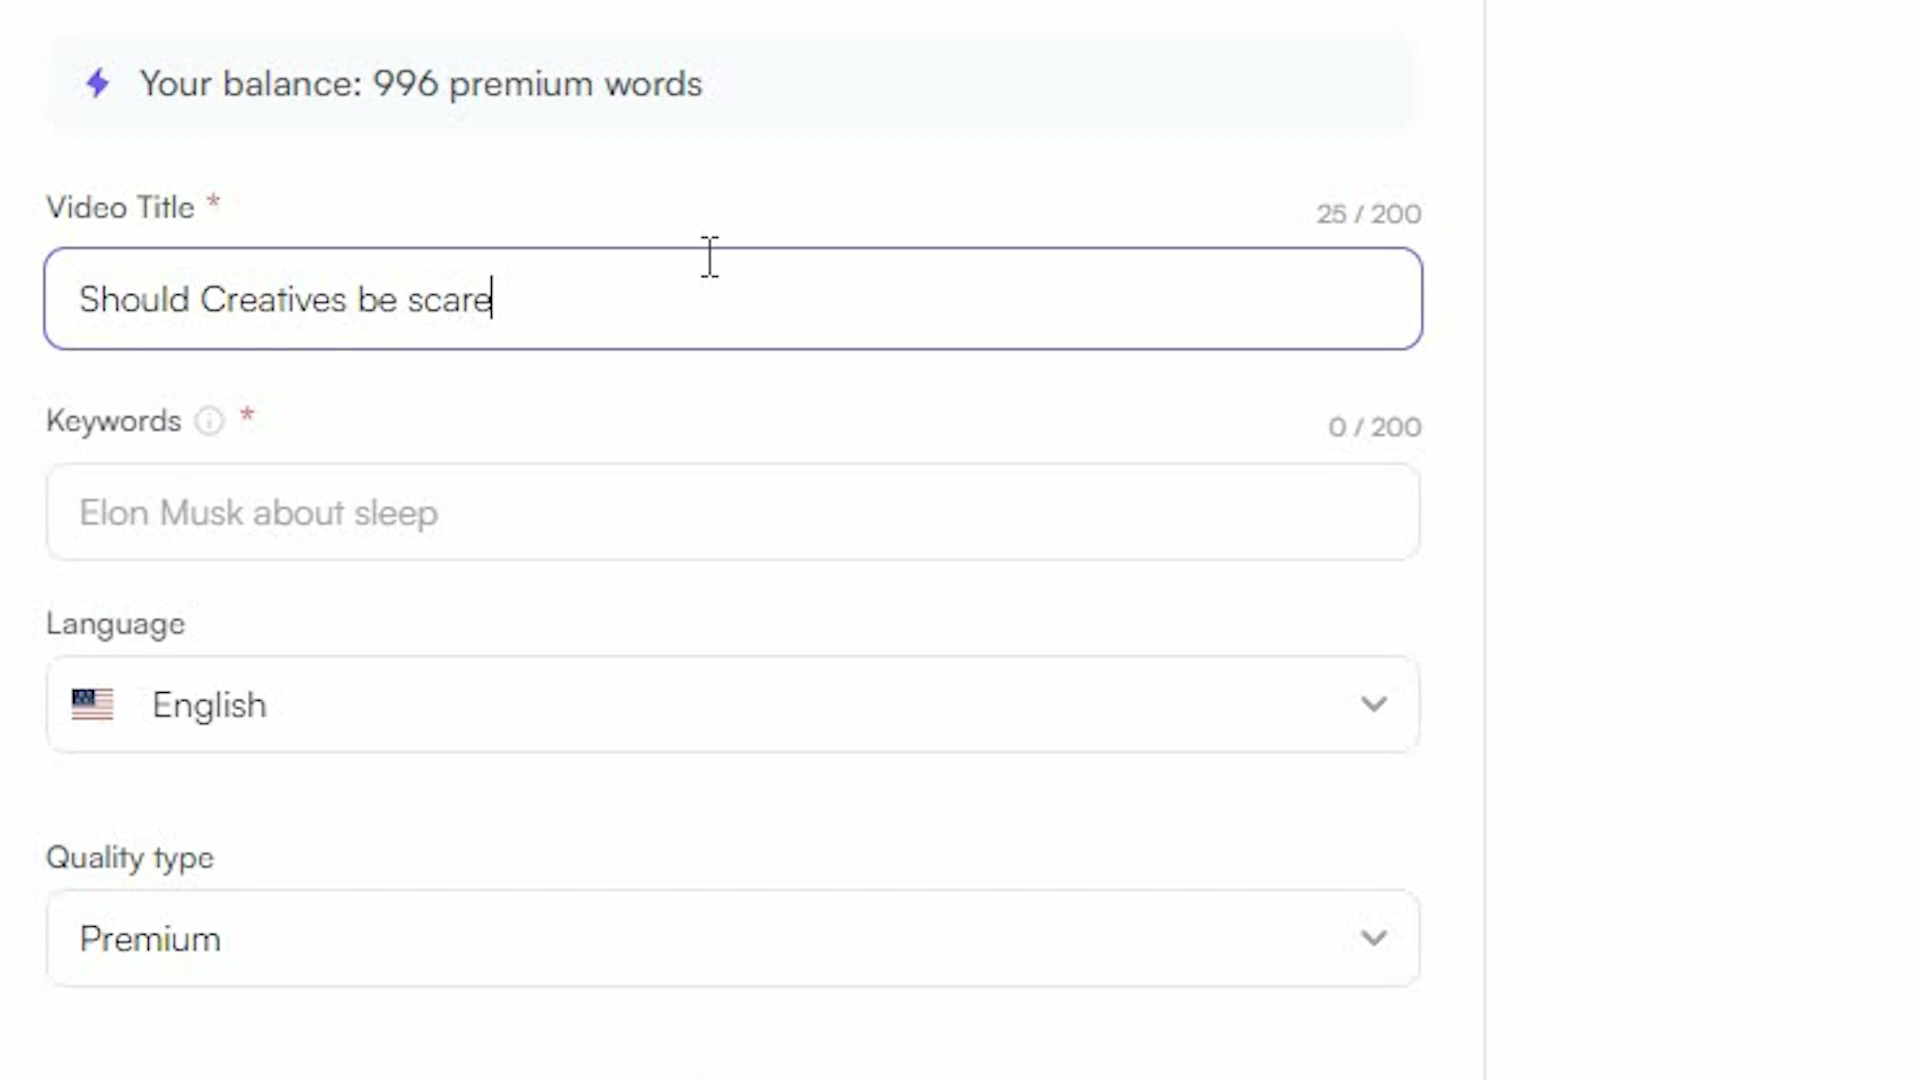 Your balance: 996 premium words
Video Title *
25 / 200
Should Creatives be scare
Keywords *
0 / 200
Elon Musk about sleep
Language
English
Quality type
Premium